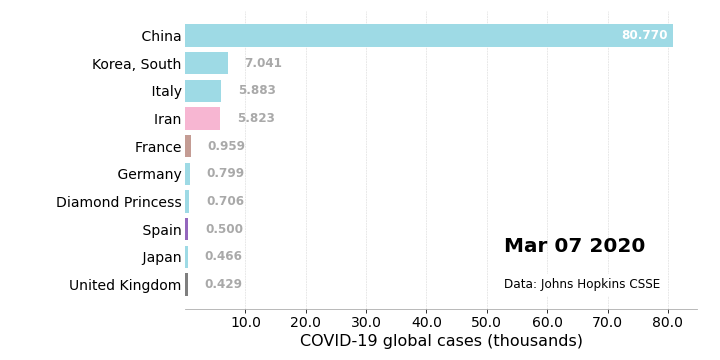 China 80.770
Korea, South 7.041
Italy 5.883
Iran 5.823
France 0.959
Germany 0.799
Diamond Princess 0.706
Spain 0.500
Japan 0.466
United Kingdom 0.429
Mar 07 2020
Data: Johns Hopkins CSSE
10.0 20.0 30.0 40.0 50.0 60.0 70.0 80.0
COVID-19 global cases (thousands)